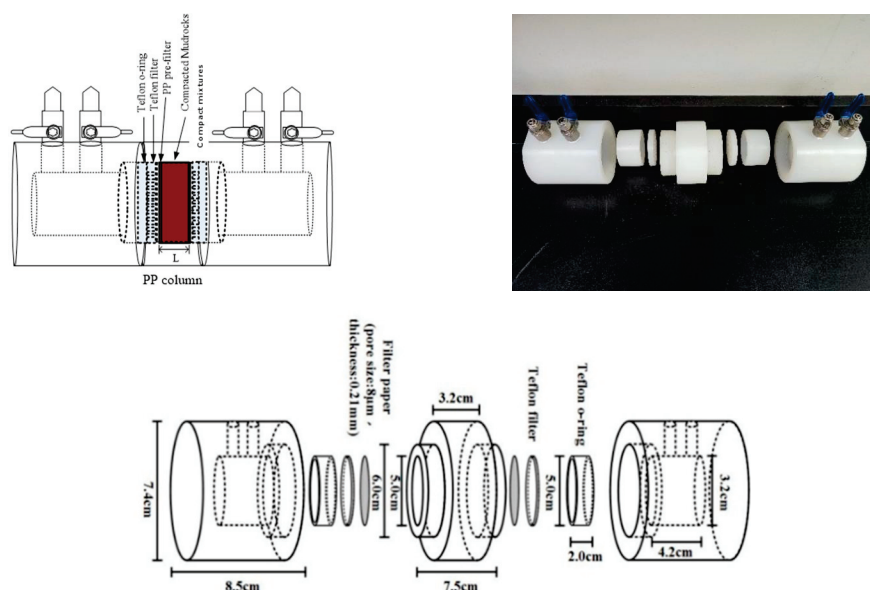 Teflon o-ring
Teflon filter
PP pre-filter
Compacted Mudrocks
Compact mixtures
L
PP column
Filter paper
(pore size:8μm ,
thickness:0.21mm)
3.2cm
Teflon filter
Teflon o-ring
7.4cm
6.0cm
5.0cm
5.0cm
3.2cm
2.0cm
4.2cm
8.5cm
7.5cm